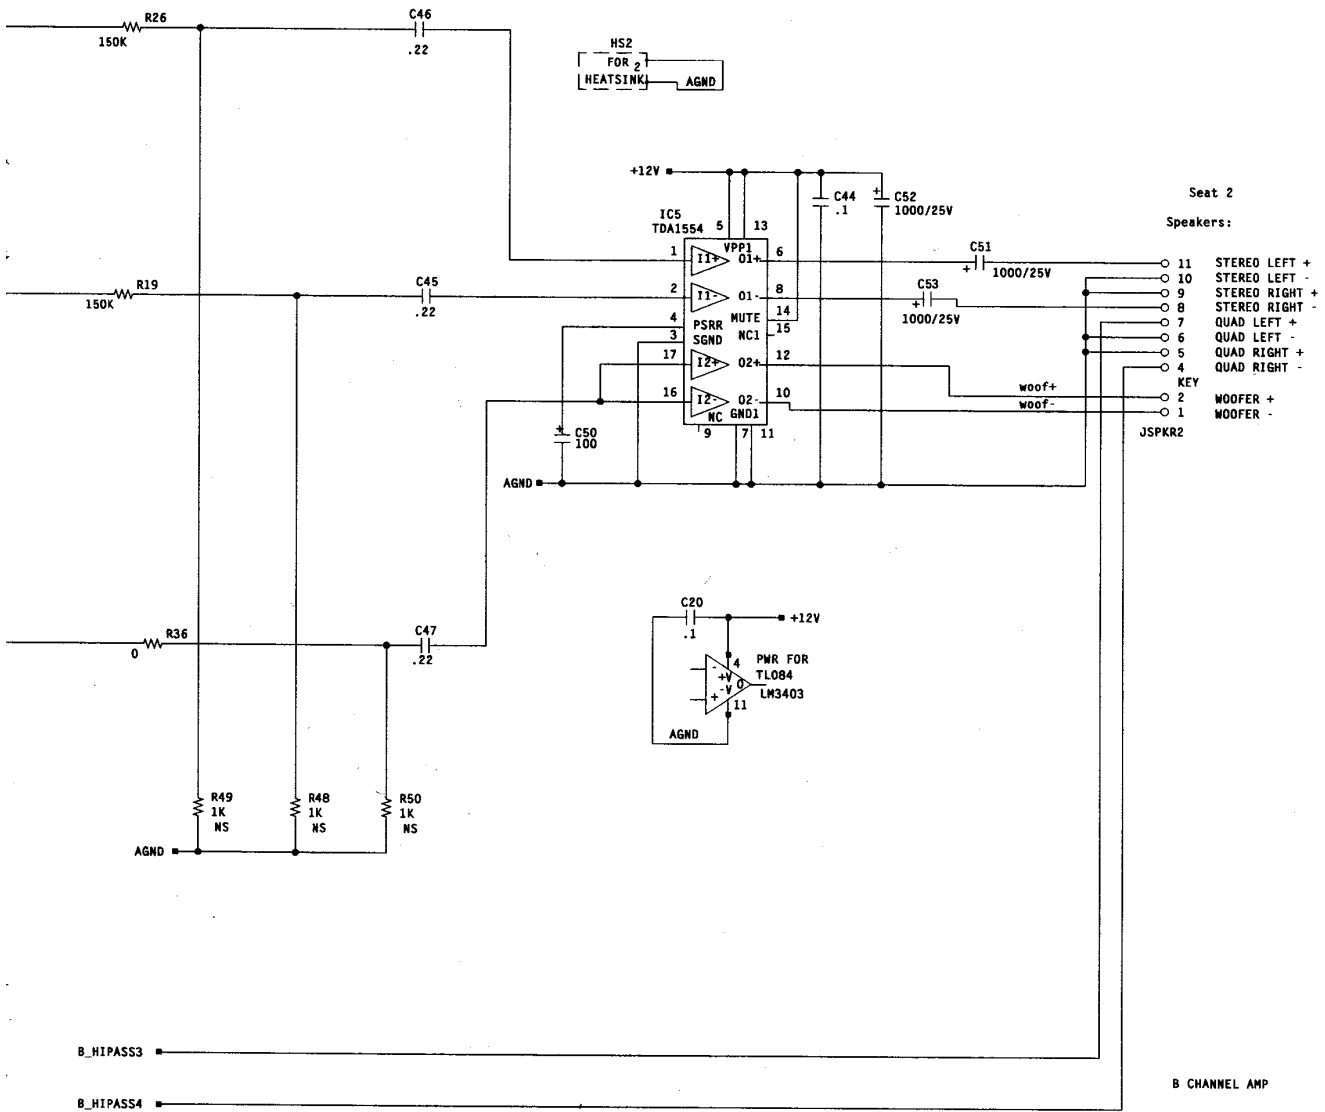 R26
150K
C46
.22
HS2
FOR 2
HEATSINK
AGND
+12V
C44
.1
C52
+
1000/25V
Seat 2
Speakers:
IC5
TDA1554
5
13
VPP1
1
I1+
O1+
6
C51
+
1000/25V
11 STEREO LEFT +
10 STEREO LEFT -
9 STEREO RIGHT +
8 STEREO RIGHT -
7 QUAD LEFT +
6 QUAD LEFT -
5 QUAD RIGHT +
4 QUAD RIGHT -
KEY
2 WOOFER +
1 WOOFER -
JSPKR2
R19
150K
C45
.22
2
I1-
O1-
8
C53
+
1000/25V
4
PSRR
MUTE
14
3
SGND
NC1
15
17
I2+
O2+
12
woof+
16
I2-
O2-
10
woof-
NC
GND1
9
7
11
+
C50
100
AGND
C20
.1
+12V
R36
0
C47
.22
4
PWR FOR
TL084
LM3403
-
+V
-V
O
+
11
AGND
R49
1K
NS
R48
1K
NS
R50
1K
NS
AGND
B_HIPASS3
B CHANNEL AMP
B_HIPASS4